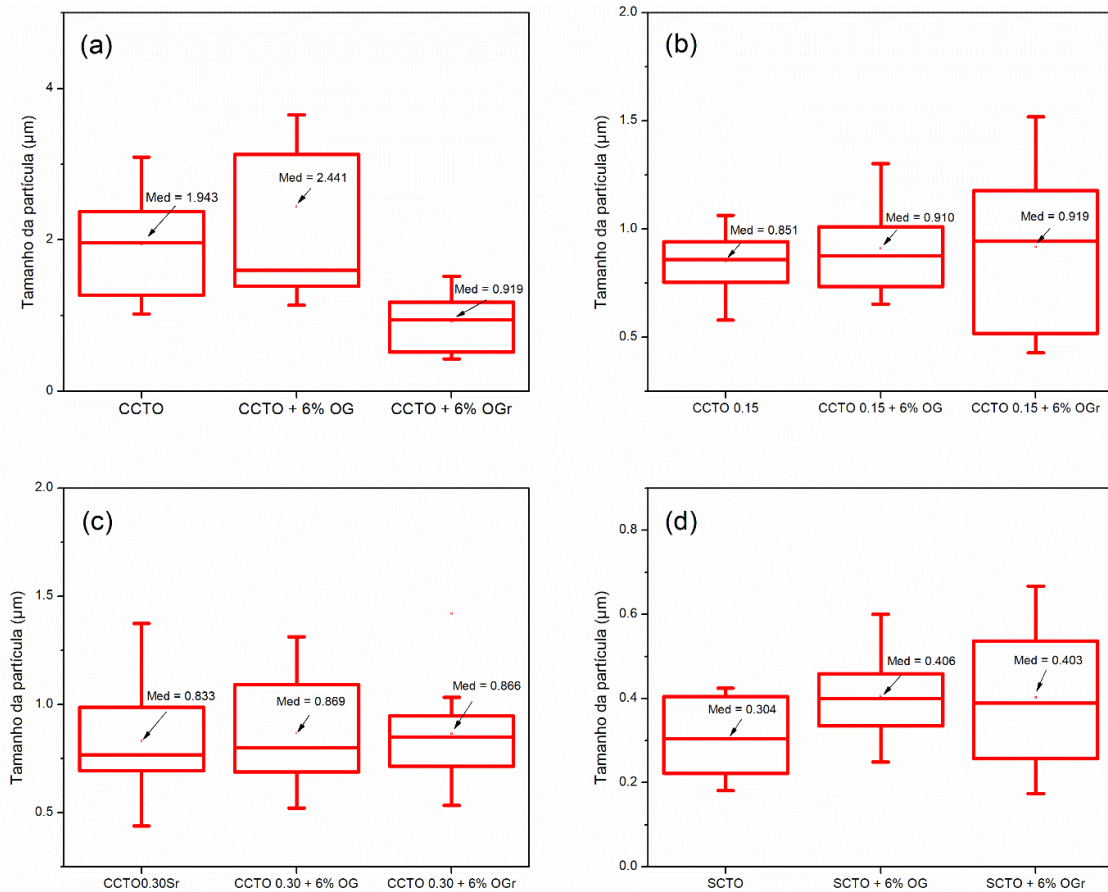 (a)
Tamanho da partícula (µm)
4
2
0
Med = 1.943
Med = 2.441
Med = 0.919
CCTO
CCTO + 6% OG
CCTO + 6% OGr
(b)
Tamanho da partícula (µm)
2.0
1.5
1.0
0.5
Med = 0.851
Med = 0.910
Med = 0.919
CCTO 0.15
CCTO 0.15 + 6% OG
CCTO 0.15 + 6% OGr
(c)
Tamanho da partícula (µm)
2.0
1.5
1.0
0.5
Med = 0.833
Med = 0.869
Med = 0.866
CCTO0.30Sr
CCTO 0.30 + 6% OG
CCTO 0.30 + 6% OGr
(d)
Tamanho da partícula (µm)
0.8
0.6
0.4
0.2
0.0
Med = 0.304
Med = 0.406
Med = 0.403
SCTO
SCTO + 6% OG
SCTO + 6% OGr